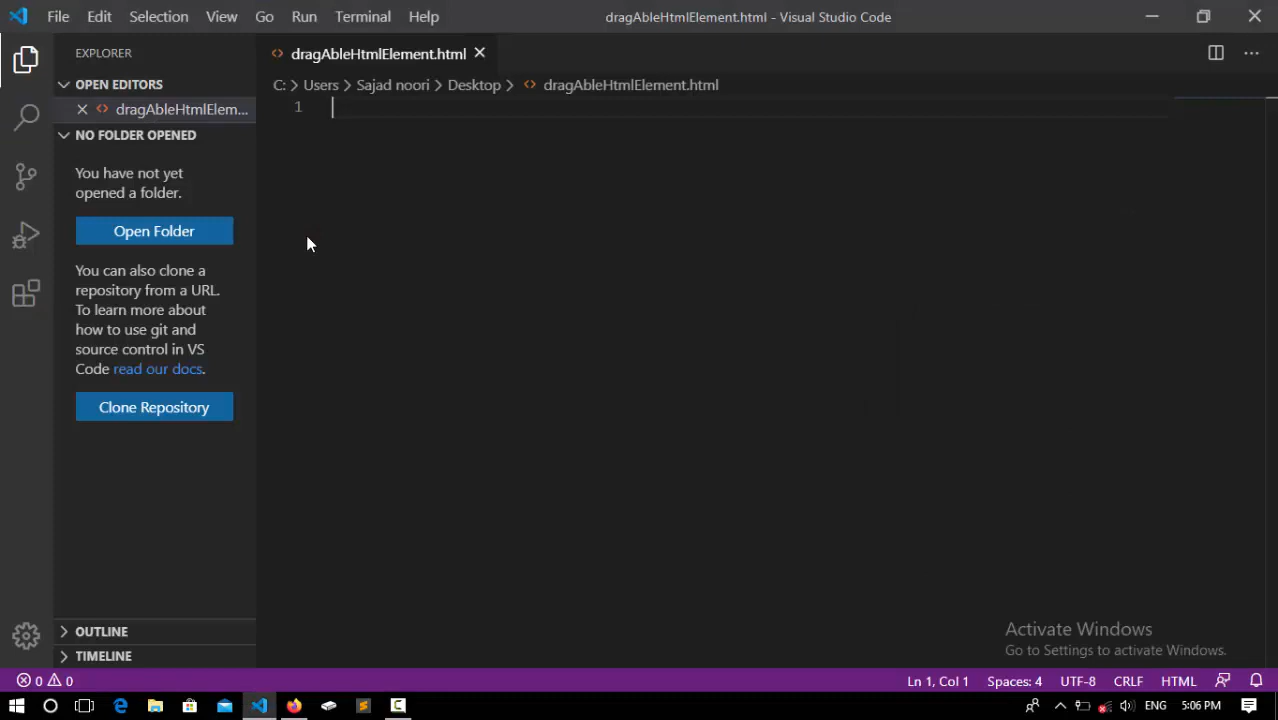 File Edit Selection View Go Run Terminal Help dragAbleHtmlElement.html - Visual Studio Code
EXPLORER
dragAbleHtmlElement.html
OPEN EDITORS
C: Users Sajad noori Desktop dragAbleHtmlElement.html
dragAbleHtmlElem...
1
NO FOLDER OPENED
You have not yet
opened a folder.
Open Folder
You can also clone a
repository from a URL.
To learn more about
how to use git and
source control in VS
Code read our docs.
Clone Repository
OUTLINE
TIMELINE
Activate Windows
Go to Settings to activate Windows.
0 0 Ln 1, Col 1 Spaces: 4 UTF-8 CRLF HTML
ENG 5:06 PM